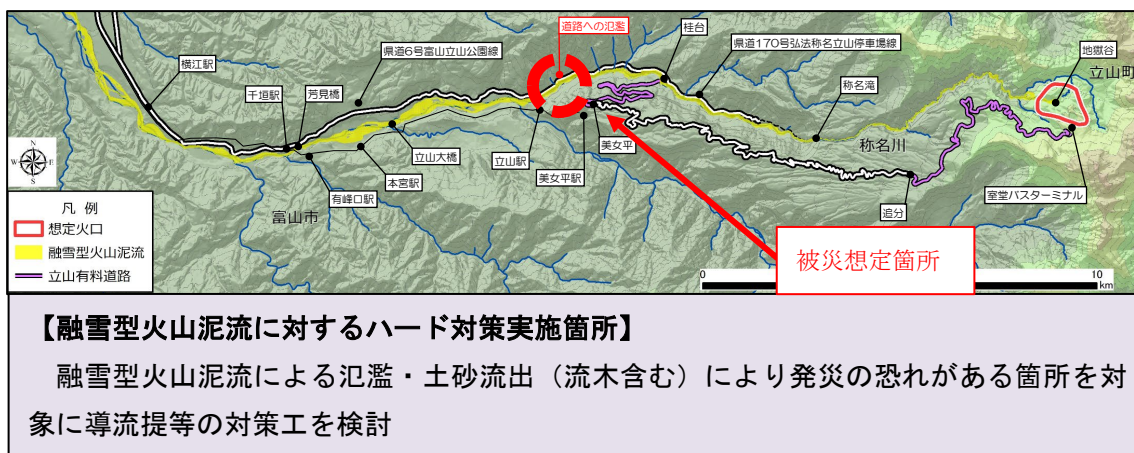 道路への氾濫
桂台
県道6号富山立山公園線
県道170号弘法称名立山停車場線
地獄谷
立山町
横江駅
千垣駅
芳見橋
称名滝
称名川
立山大橋
立山駅
美女平
本宮駅
美女平駅
有峰口駅
富山市
追分
室堂バスターミナル
N
W
E
S
凡 例
想定火口
融雪型火山泥流
立山有料道路
被災想定箇所
0
10
km
【融雪型火山泥流に対するハード対策実施箇所】
融雪型火山泥流による氾濫・土砂流出（流木含む）により発災の恐れがある箇所を対
象に導流提等の対策工を検討